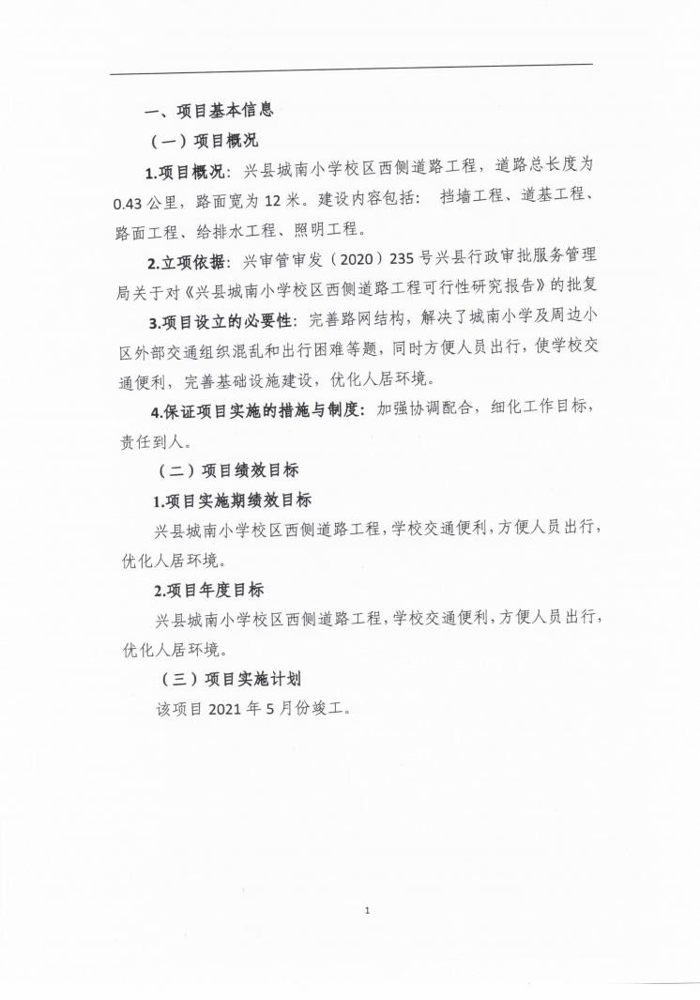 一、项目基本信息
（一）项目概况
1.项目概况：兴县城南小学校区西侧道路工程，道路总长度为
0.43 公里，路面宽为 12 米。建设内容包括： 挡墙工程、道基工程、
路面工程、给排水工程、照明工程。
2.立项依据：兴审管审发（2020）235 号兴县行政审批服务管理
局关于对《兴县城南小学校区西侧道路工程可行性研究报告》的批复
3.项目设立的必要性：完善路网结构，解决了城南小学及周边小
区外部交通组织混乱和出行困难等题，同时方便人员出行，使学校交
通便利，完善基础设施建设，优化人居环境。
4.保证项目实施的措施与制度：加强协调配合，细化工作目标，
责任到人。
（二）项目绩效目标
1.项目实施期绩效目标
兴县城南小学校区西侧道路工程，学校交通便利，方便人员出行，
优化人居环境。
2.项目年度目标
兴县城南小学校区西侧道路工程，学校交通便利，方便人员出行，
优化人居环境。
（三）项目实施计划
该项目 2021 年 5 月份竣工。
1